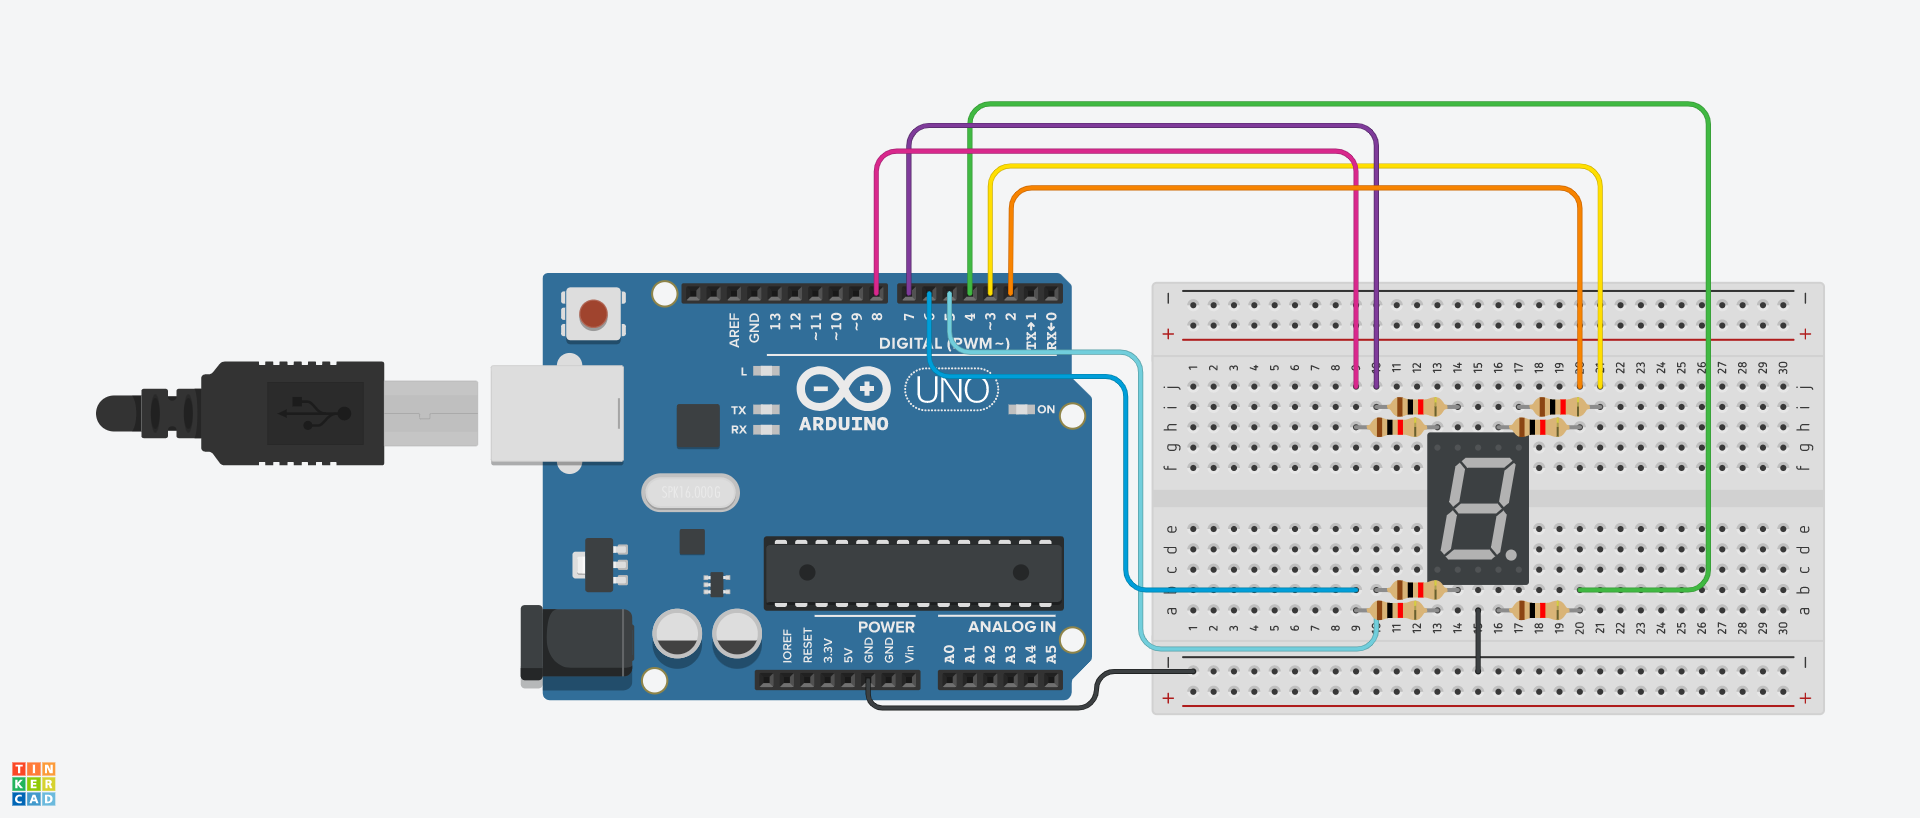 1 2 3 4 5 6 7 8 9 10 11 12 13 14 15 16 17 18 19 20 21 22 23 24 25 26 27 28 29 30
j j
i i
h h
g g
f f
e e
d d
c c
b b
a a
1 2 3 4 5 6 7 8 9 10 11 12 13 14 15 16 17 18 19 20 21 22 23 24 25 26 27 28 29 30
AREF GND 13 12 ~11 ~10 ~9 8 7 6 5 4 ~3 2 TX→1 RX←0
DIGITAL (PWM~)
L
TX
RX
UNO
ON
ARDUINO
SPK16.000G
POWER
ANALOG IN
IOREF RESET 3.3V 5V GND GND Vin A0 A1 A2 A3 A4 A5
TIN
KER
CAD